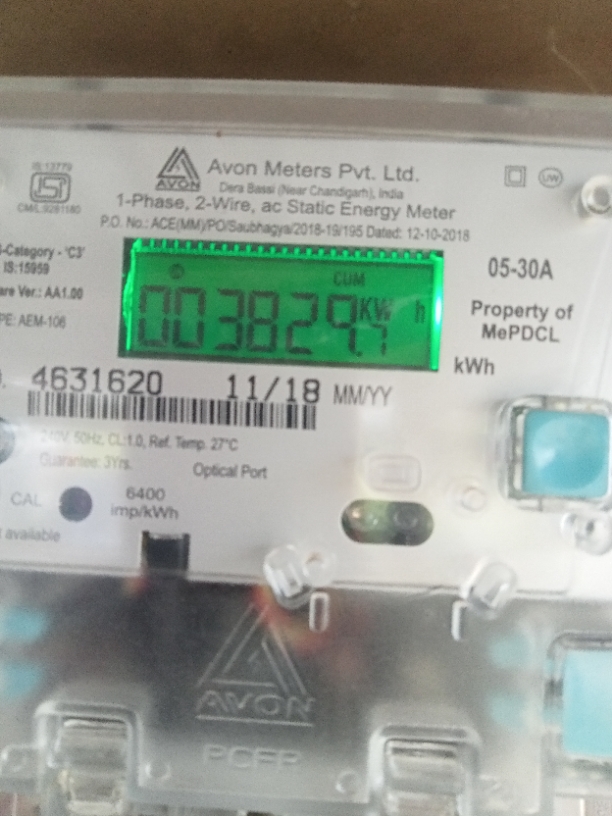 IS:13779
ISI
CM/L:9281180
AVON
Avon Meters Pvt. Ltd.
Dera Bassi (Near Chandigarh), India
1-Phase, 2-Wire, ac Static Energy Meter
P.O. No.: ACE(MM)/PO/Saubhagya/2018-19/195 Dated: 12-10-2018
UW
-Category - 'C3'
IS:15959
are Ver.: AA1.00
PE: AEM-106
CUM
003829.7 KW h
05-30A
Property of
MePDCL
kWh
4631620 11/18 MM/YY
240V, 50Hz, CL:1.0, Ref. Temp. 27°C
Guarantee: 3Yrs.
Optical Port
CAL
6400
imp/kWh
t available
AVON